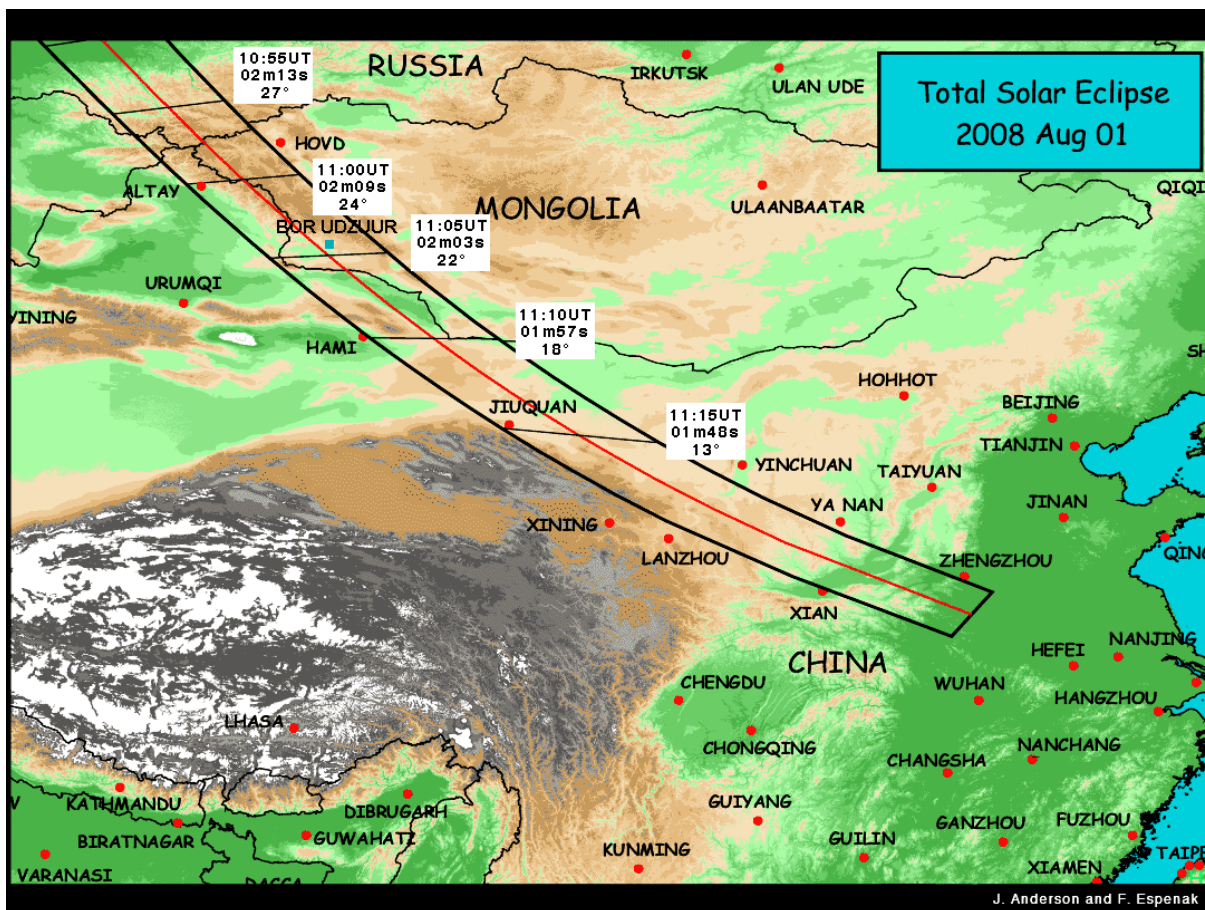 Total Solar Eclipse
2008 Aug 01
10:55UT
02m13s
27°
RUSSIA
IRKUTSK
ULAN UDE
HOVD
11:00UT
02m09s
24°
ALTAY
MONGOLIA
ULAANBAATAR
QIQI
BOR UDZUUR
11:05UT
02m03s
22°
URUMQI
YINING
HAMI
11:10UT
01m57s
18°
SH
HOHHOT
BEIJING
JIUQUAN
11:15UT
01m48s
13°
TIANJIN
YINCHUAN
TAIYUAN
YA NAN
JINAN
XINING
LANZHOU
QING
ZHENGZHOU
XIAN
CHINA
HEFEI
NANJING
CHENGDU
WUHAN
HANGZHOU
LHASA
CHONGQING
CHANGSHA
NANCHANG
KATHMANDU
DIBRUGARH
GUIYANG
BIRATNAGAR
GUWAHATI
GUILIN
GANZHOU
FUZHOU
KUNMING
TAIPE
VARANASI
DACCA
XIAMEN
J. Anderson and F. Espenak